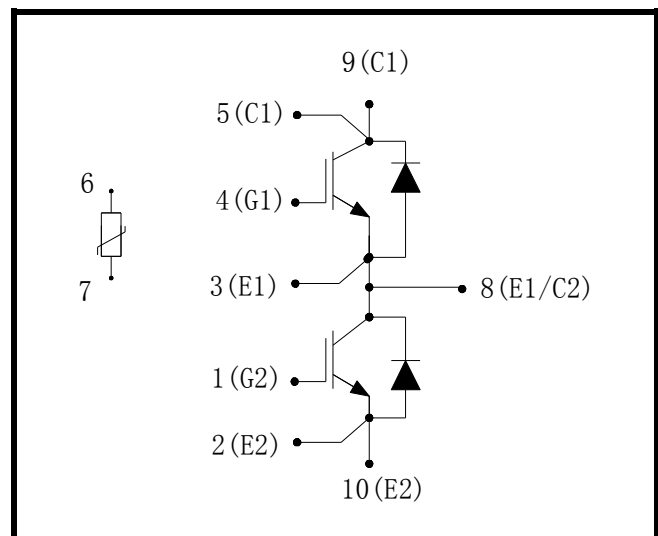 9(C1)
5(C1)
6
4(G1)
7
3(E1)
8(E1/C2)
1(G2)
2(E2)
10(E2)